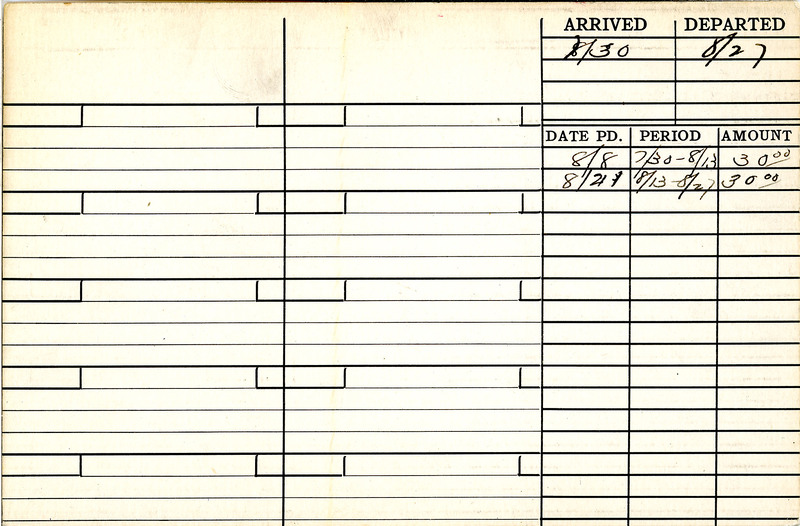 ARRIVED DEPARTED
8/30 8/27
DATE PD. PERIOD AMOUNT
8/8 7/30-8/13 30 00
8/21 8/13-8/27 30 00